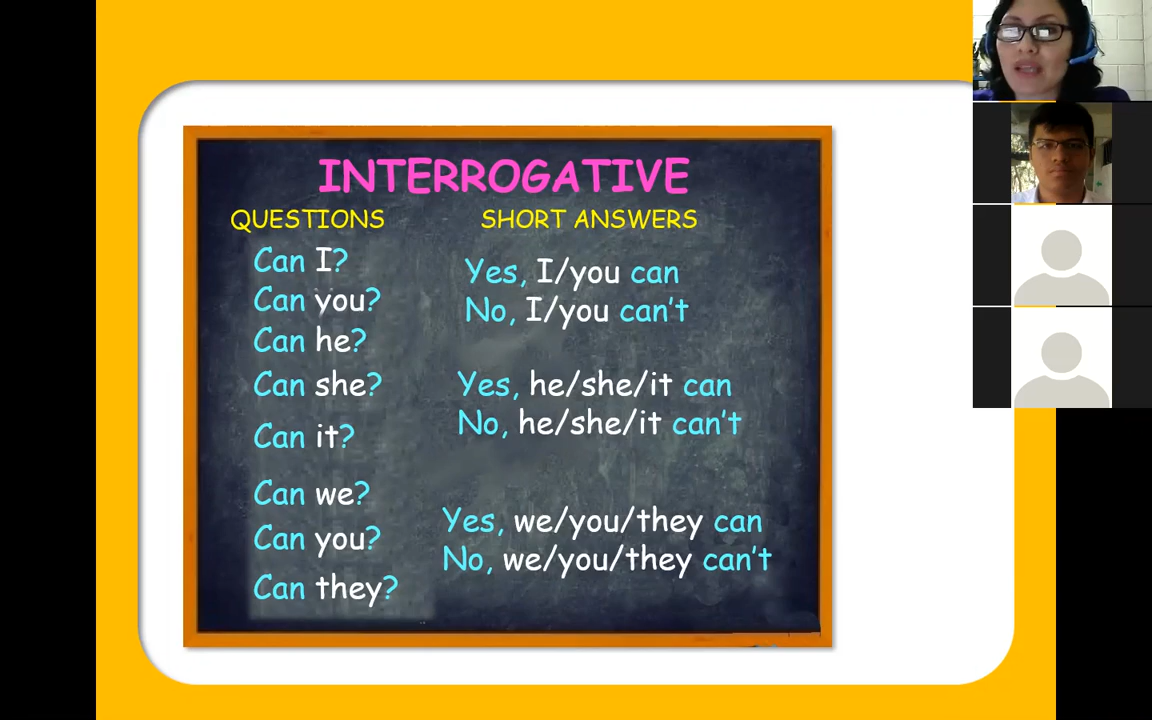 INTERROGATIVE
QUESTIONS
Can I?
Can you?
Can he?
Can she?
Can it?
Can we?
Can you?
Can they?
SHORT ANSWERS
Yes, I/you can
No, I/you can't
Yes, he/she/it can
No, he/she/it can't
Yes, we/you/they can
No, we/you/they can't